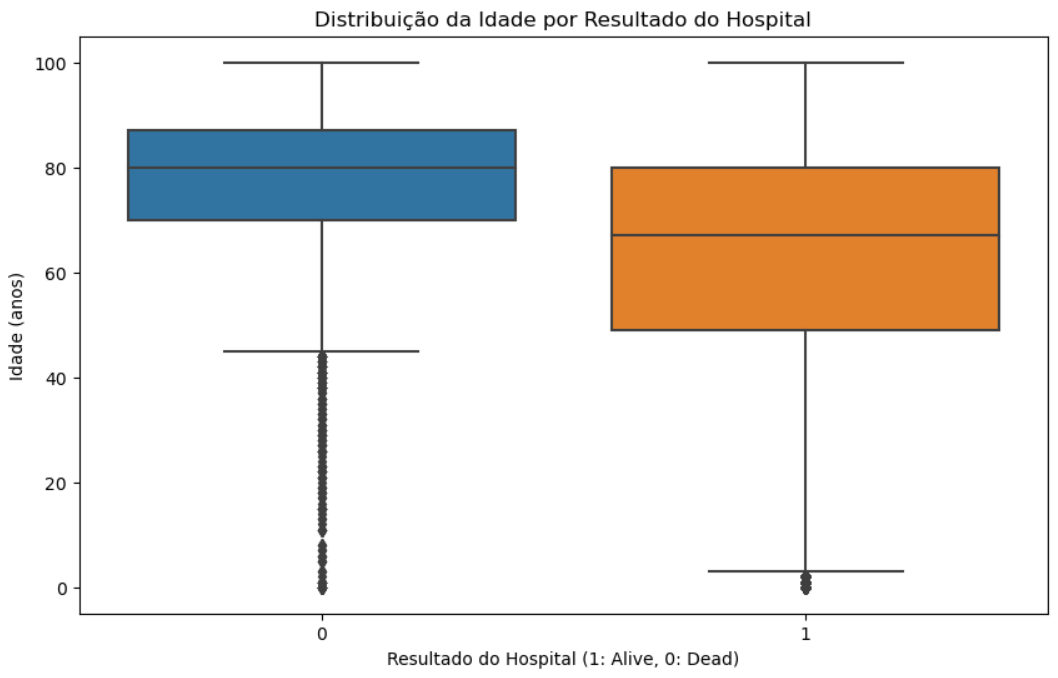 Distribuição da Idade por Resultado do Hospital
100
80
60
40
20
0
Idade (anos)
0
1
Resultado do Hospital (1: Alive, 0: Dead)